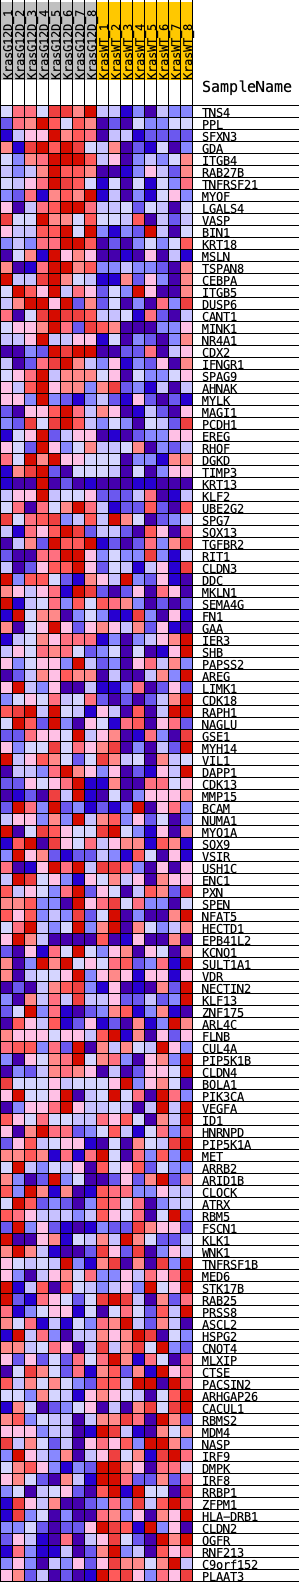 KrasG12D_1
KrasG12D_2
KrasG12D_3
KrasG12D_4
KrasG12D_5
KrasG12D_6
KrasG12D_7
KrasG12D_8
KrasWT_1
KrasWT_2
KrasWT_3
KrasWT_4
KrasWT_5
KrasWT_6
KrasWT_7
KrasWT_8
SampleName
TNS4
PPL
SFXN3
GDA
ITGB4
RAB27B
TNFRSF21
MYOF
LGALS4
VASP
BIN1
KRT18
MSLN
TSPAN8
CEBPA
ITGB5
DUSP6
CANT1
MINK1
NR4A1
CDX2
IFNGR1
SPAG9
AHNAK
MYLK
MAGI1
PCDH1
EREG
RHOF
DGKD
TIMP3
KRT13
KLF2
UBE2G2
SPG7
SOX13
TGFBR2
RIT1
CLDN3
DDC
MKLN1
SEMA4G
FN1
GAA
IER3
SHB
PAPSS2
AREG
LIMK1
CDK18
RAPH1
NAGLU
GSE1
MYH14
VIL1
DAPP1
CDK13
MMP15
BCAM
NUMA1
MYO1A
SOX9
VSIR
USH1C
ENC1
PXN
SPEN
NFAT5
HECTD1
EPB41L2
KCNQ1
SULT1A1
VDR
NECTIN2
KLF13
ZNF175
ARL4C
FLNB
CUL4A
PIP5K1B
CLDN4
BOLA1
PIK3CA
VEGFA
ID1
HNRNPD
PIP5K1A
MET
ARRB2
ARID1B
CLOCK
ATRX
RBM5
FSCN1
KLK1
WNK1
TNFRSF1B
MED6
STK17B
RAB25
PRSS8
ASCL2
HSPG2
CNOT4
MLXIP
CTSE
PACSIN2
ARHGAP26
CACUL1
RBMS2
MDM4
NASP
IRF9
DMPK
IRF8
RRBP1
ZFPM1
HLA-DRB1
CLDN2
OGFR
RNF213
C9orf152
PLAAT3